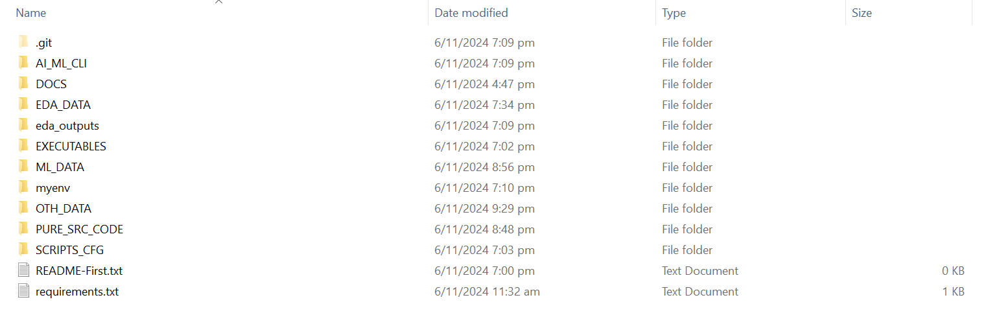 Name Date modified Type Size
.git 6/11/2024 7:09 pm File folder
AI_ML_CLI 6/11/2024 7:09 pm File folder
DOCS 6/11/2024 4:47 pm File folder
EDA_DATA 6/11/2024 7:34 pm File folder
eda_outputs 6/11/2024 7:09 pm File folder
EXECUTABLES 6/11/2024 7:02 pm File folder
ML_DATA 6/11/2024 8:56 pm File folder
myenv 6/11/2024 7:10 pm File folder
OTH_DATA 6/11/2024 9:29 pm File folder
PURE_SRC_CODE 6/11/2024 8:48 pm File folder
SCRIPTS_CFG 6/11/2024 7:03 pm File folder
README-First.txt 6/11/2024 7:00 pm Text Document 0 KB
requirements.txt 6/11/2024 11:32 am Text Document 1 KB